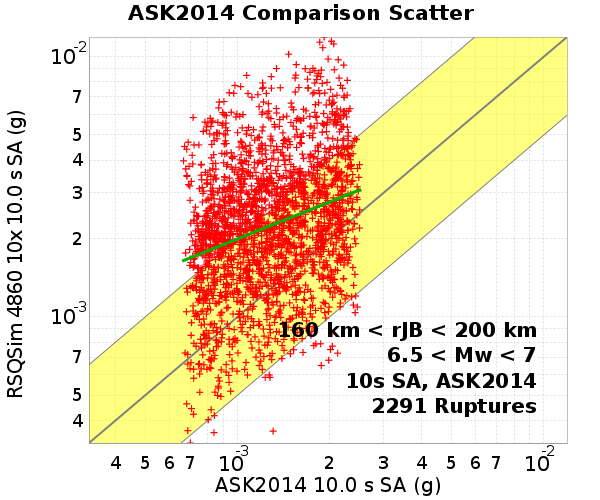 ASK2014 Comparison Scatter
RSQSim 4860 10x 10.0 s SA (g)
10-2
7
5
4
3
2
10-3
7
5
4
160 km < rJB < 200 km
6.5 < Mw < 7
10s SA, ASK2014
2291 Ruptures
4 5 6 7 10-3 2 3 4 5 6 7 10-2
ASK2014 10.0 s SA (g)